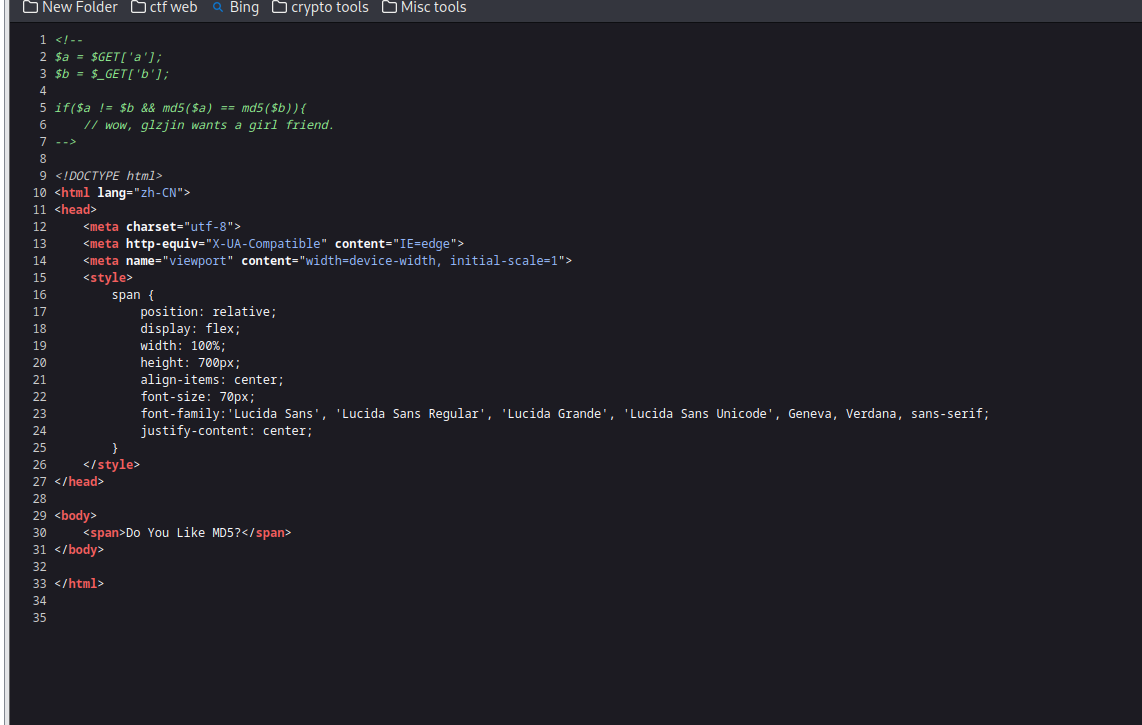 New Folder ctf web Bing crypto tools Misc tools
1 <!--
2 $a = $GET['a'];
3 $b = $_GET['b'];
4
5 if($a != $b && md5($a) == md5($b)){
6     // wow, glzjin wants a girl friend.
7 -->
8
9 <!DOCTYPE html>
10 <html lang="zh-CN">
11 <head>
12     <meta charset="utf-8">
13     <meta http-equiv="X-UA-Compatible" content="IE=edge">
14     <meta name="viewport" content="width=device-width, initial-scale=1">
15     <style>
16         span {
17             position: relative;
18             display: flex;
19             width: 100%;
20             height: 700px;
21             align-items: center;
22             font-size: 70px;
23             font-family:'Lucida Sans', 'Lucida Sans Regular', 'Lucida Grande', 'Lucida Sans Unicode', Geneva, Verdana, sans-serif;
24             justify-content: center;
25         }
26     </style>
27 </head>
28
29 <body>
30     <span>Do You Like MD5?</span>
31 </body>
32
33 </html>
34
35